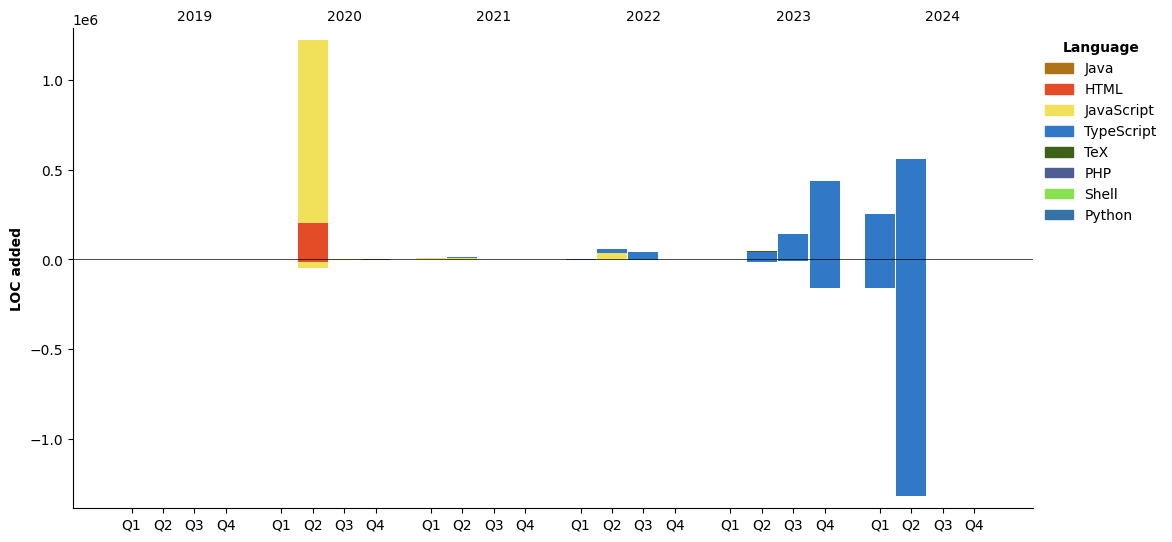 2019 2020 2021 2022 2023 2024
1e6
Language
Java
HTML
JavaScript
TypeScript
TeX
PHP
Shell
Python
LOC added
1.0
0.5
0.0
−0.5
−1.0
Q1 Q2 Q3 Q4 Q1 Q2 Q3 Q4 Q1 Q2 Q3 Q4 Q1 Q2 Q3 Q4 Q1 Q2 Q3 Q4 Q1 Q2 Q3 Q4